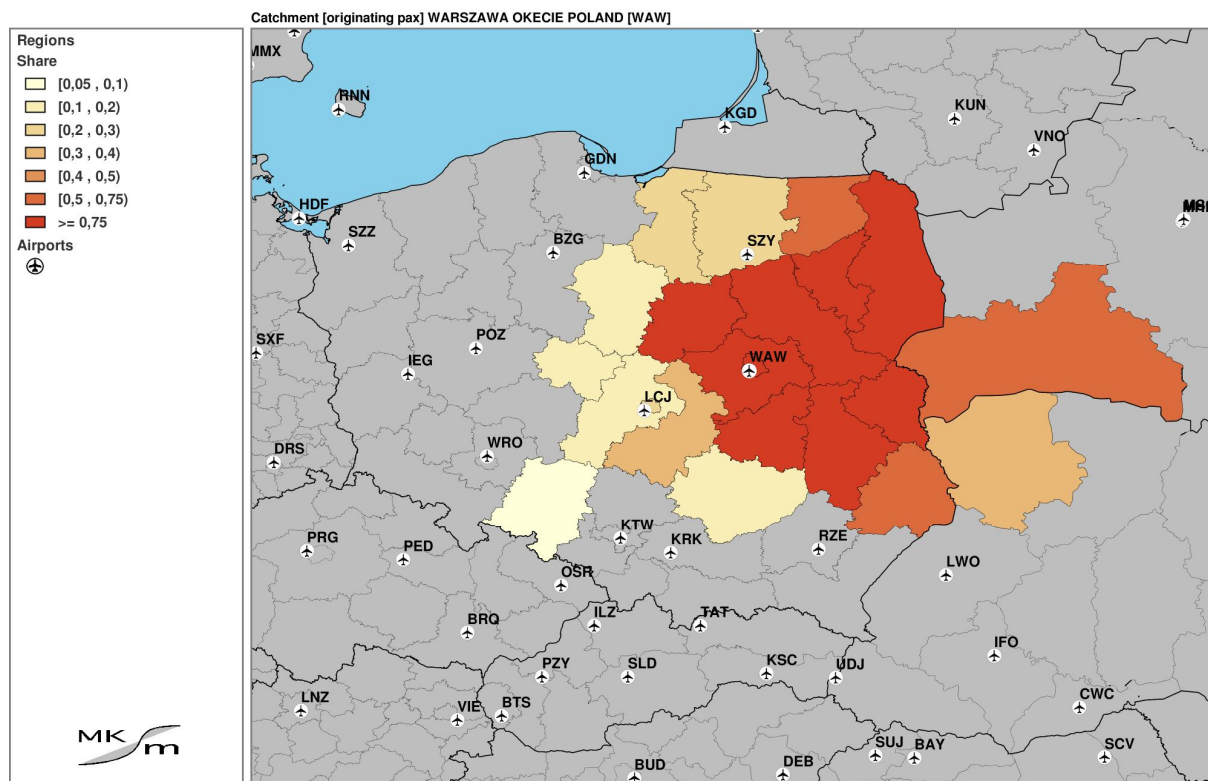 Catchment [originating pax] WARSZAWA OKECIE POLAND [WAW]
Regions
Share
[0,05 , 0,1)
[0,1 , 0,2)
[0,2 , 0,3)
[0,3 , 0,4)
[0,4 , 0,5)
[0,5 , 0,75)
>= 0,75
Airports
MMX
RNN
KGD
KUN
VNO
GDN
HDF
SZZ
BZG
SZY
SXF
IEG
POZ
WAW
LCJ
DRS
WRO
PRG
PED
KTW
KRK
RZE
LWO
OSR
BRQ
ILZ
TAT
IFO
PZY
SLD
KSC
UDJ
LNZ
VIE
BTS
CWC
BUD
DEB
SUJ
BAY
SCV
MK
m